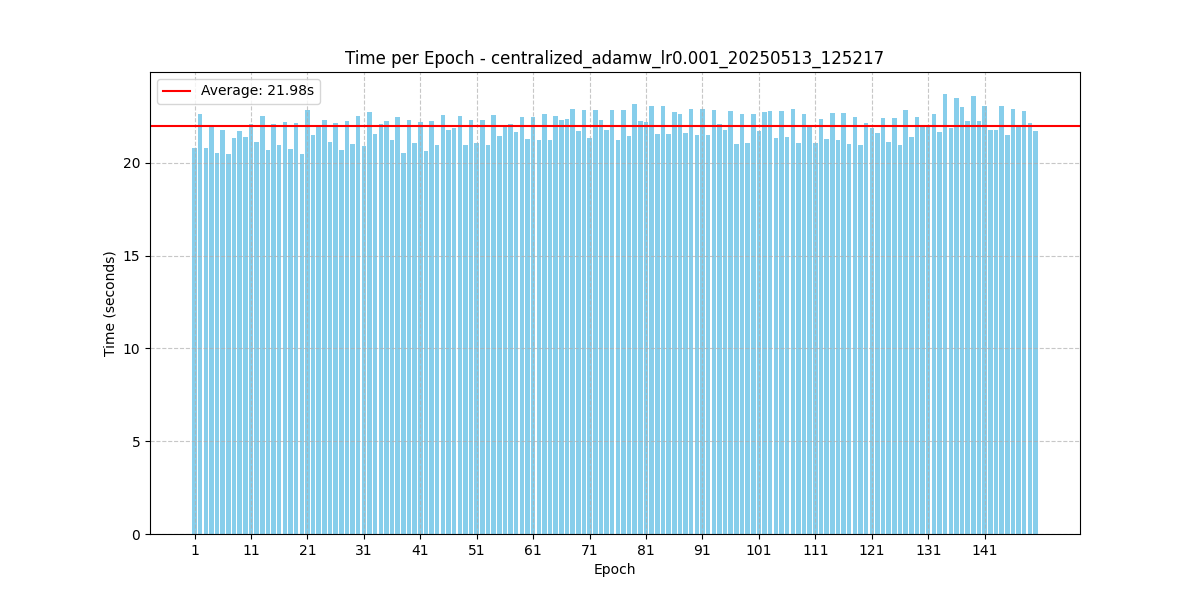 Time per Epoch - centralized_adamw_lr0.001_20250513_125217
Average: 21.98s
Time (seconds)
20
15
10
5
0
1 11 21 31 41 51 61 71 81 91 101 111 121 131 141
Epoch